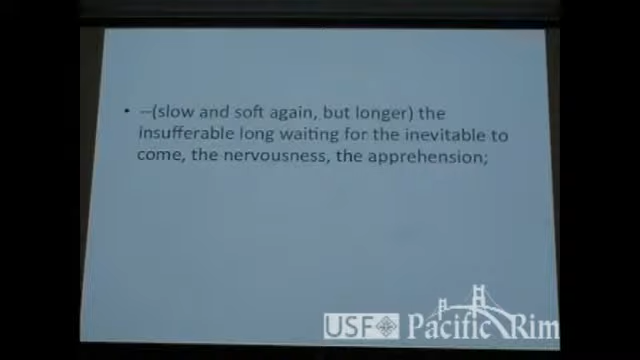 • --(slow and soft again, but longer) the
insufferable long waiting for the inevitable to
come, the nervousness, the apprehension;
USF Pacific Rim